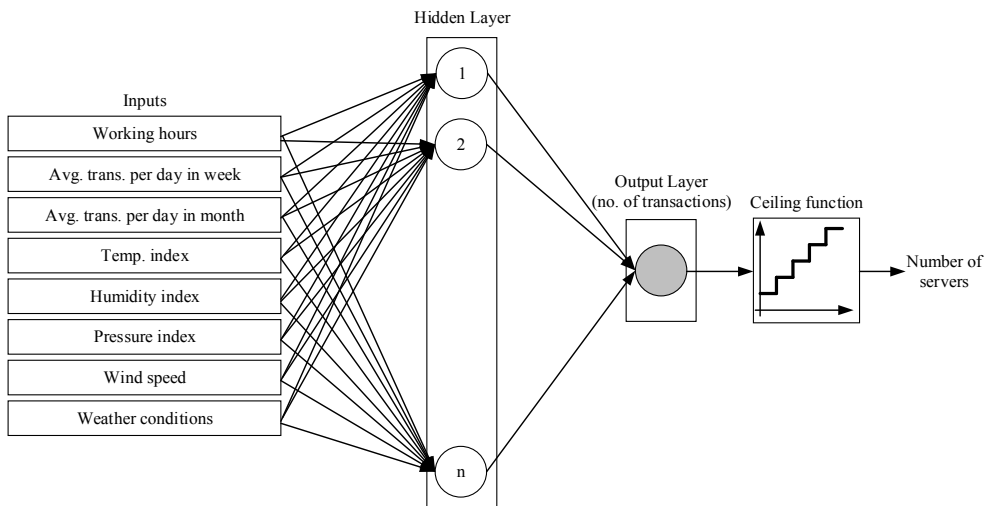 Hidden Layer
Inputs
Working hours
Avg. trans. per day in week
Avg. trans. per day in month
Temp. index
Humidity index
Pressure index
Wind speed
Weather conditions
1
2
n
Output Layer
(no. of transactions)
Ceiling function
Number of
servers